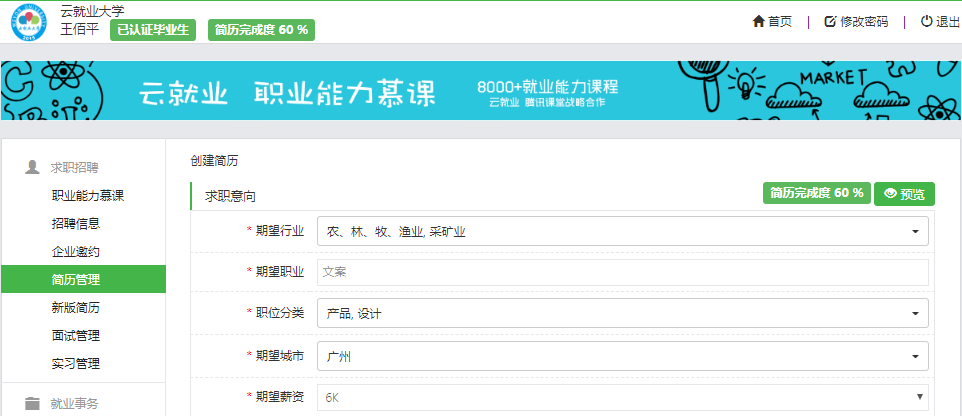 云就业大学
王佰平 已认证毕业生 简历完成度 60 %
首页 | 修改密码 | 退出
云就业 职业能力慕课
8000+就业能力课程
云就业 腾讯课堂战略合作
MARKET
求职招聘
职业能力慕课
招聘信息
企业邀约
简历管理
新版简历
面试管理
实习管理
就业事务
创建简历
求职意向
简历完成度 60 % 预览
* 期望行业 农、林、牧、渔业, 采矿业
* 期望职业 文案
* 职位分类 产品, 设计
* 期望城市 广州
* 期望薪资 6K